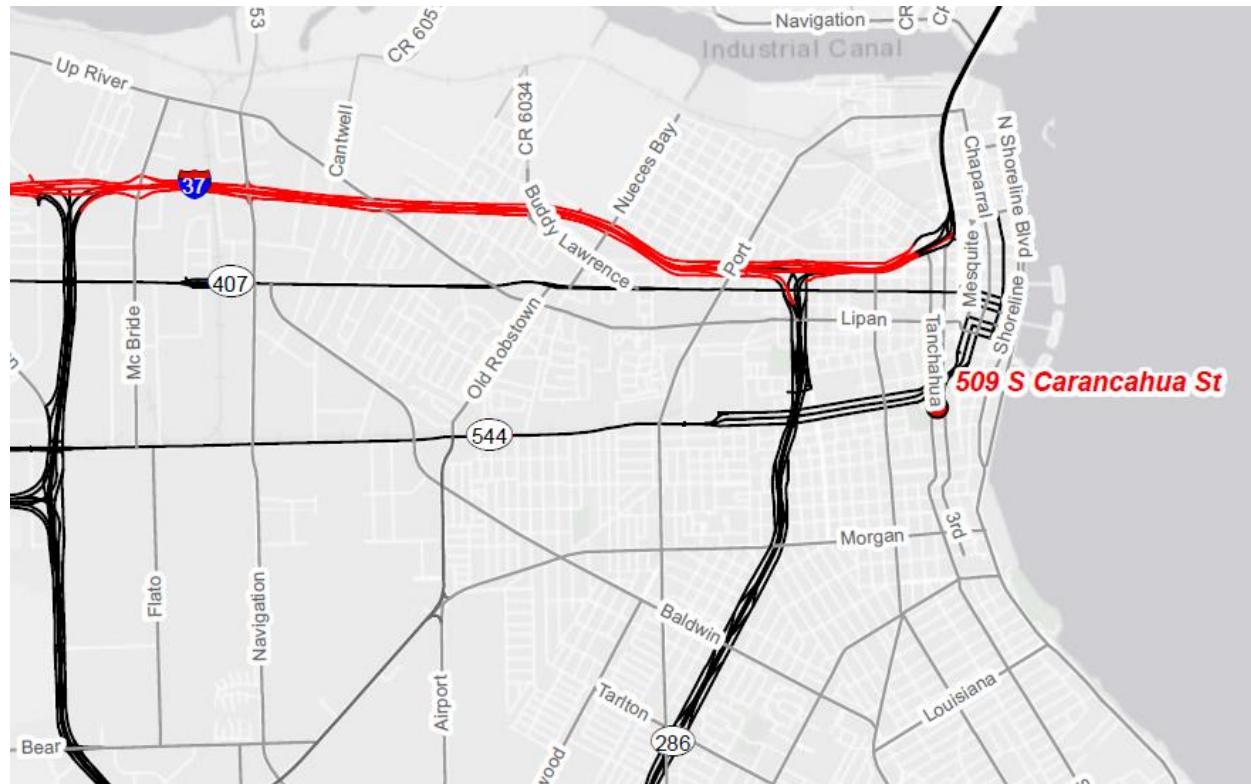 Navigation
CR
CR
53
CR 605
Industrial Canal
Up River
Cantwell
CR 6034
Nueces Bay
N Shoreline Blvd
Chaparral
37
Buddy Lawrence
Port
Mesquite
407
Mc Bride
Old Robstown
Lipan
Tanchahua
Shoreline
509 S Carancahua St
544
3rd
Morgan
Flato
Navigation
Baldwin
Airport
Tarlton
Louisiana
286
Bear
wood